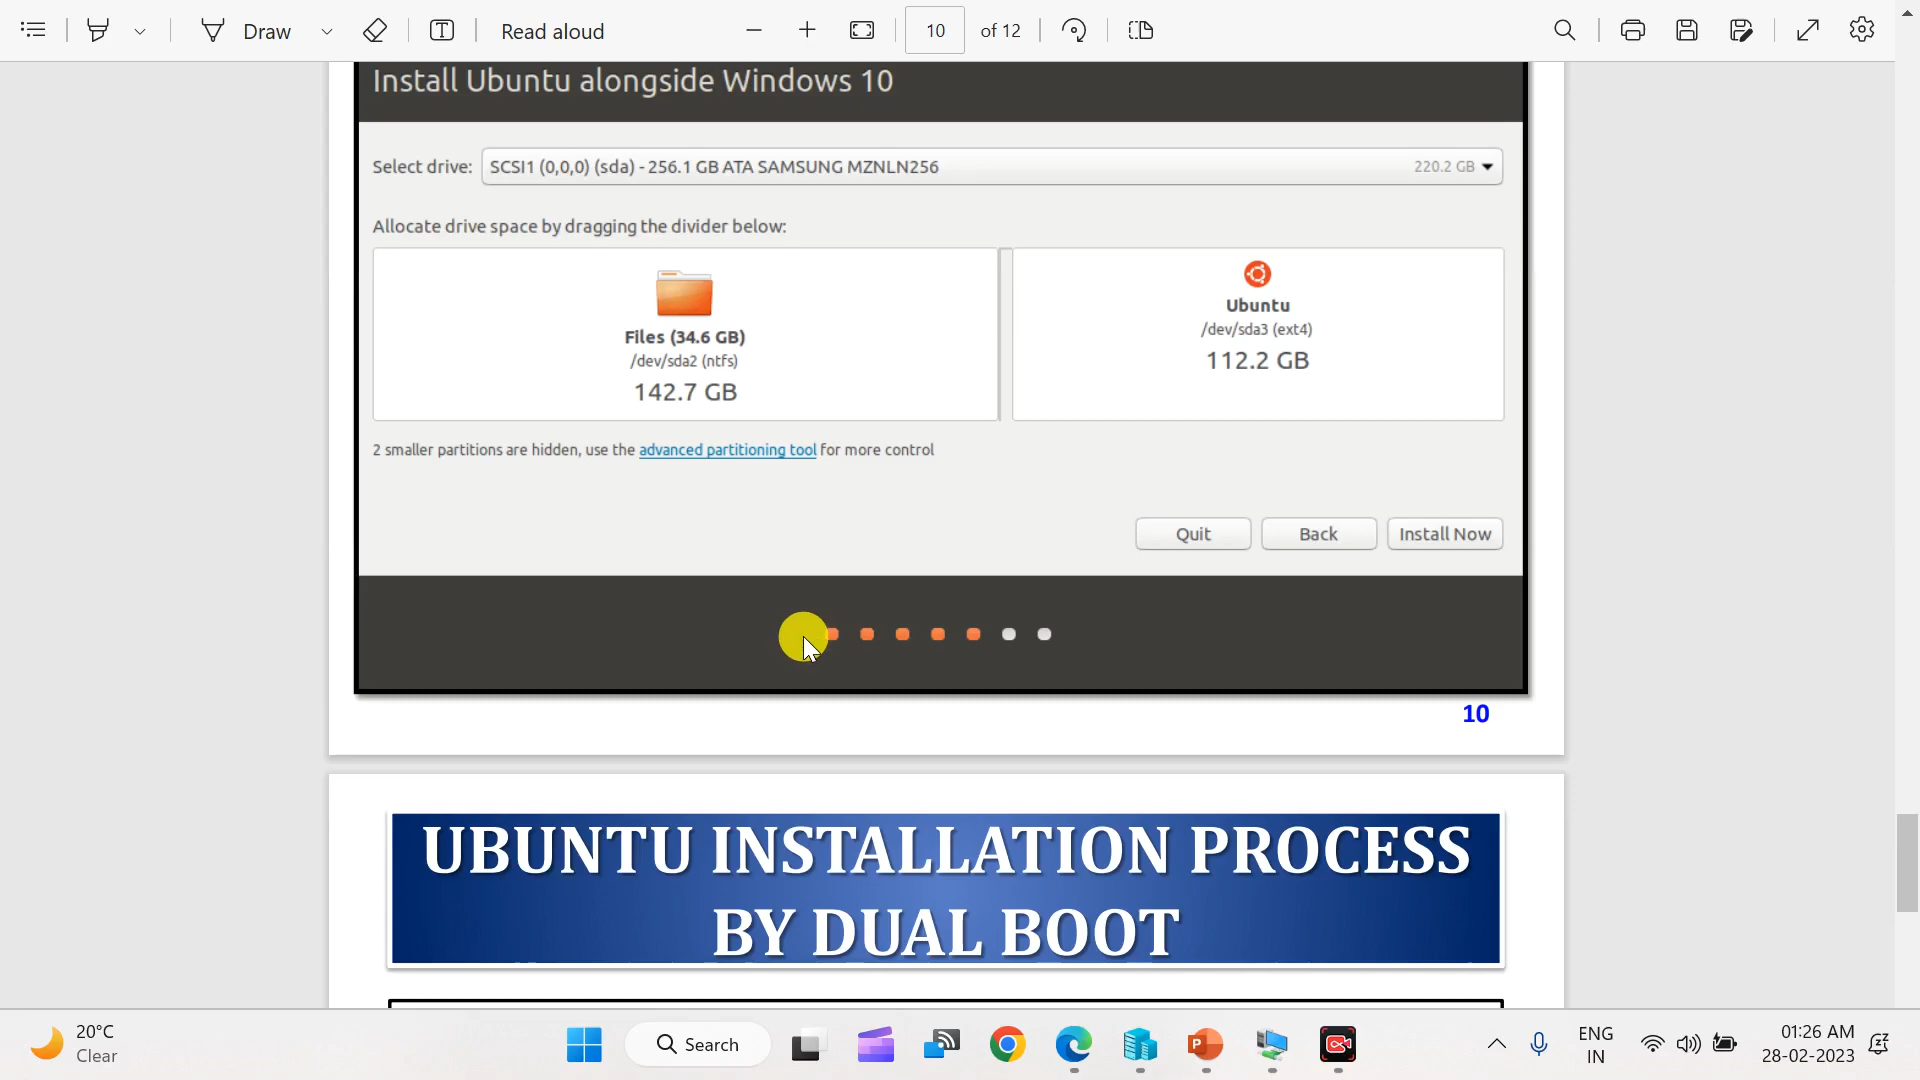 Draw
Read aloud
10
of 12
Install Ubuntu alongside Windows 10
Select drive:
SCSI1 (0,0,0) (sda) - 256.1 GB ATA SAMSUNG MZNLN256
220.2 GB
Allocate drive space by dragging the divider below:
Files (34.6 GB)
/dev/sda2 (ntfs)
142.7 GB
Ubuntu
/dev/sda3 (ext4)
112.2 GB
2 smaller partitions are hidden, use the advanced partitioning tool for more control
Quit
Back
Install Now
10
UBUNTU INSTALLATION PROCESS
BY DUAL BOOT
20°C
Clear
Search
ENG
IN
01:26 AM
28-02-2023